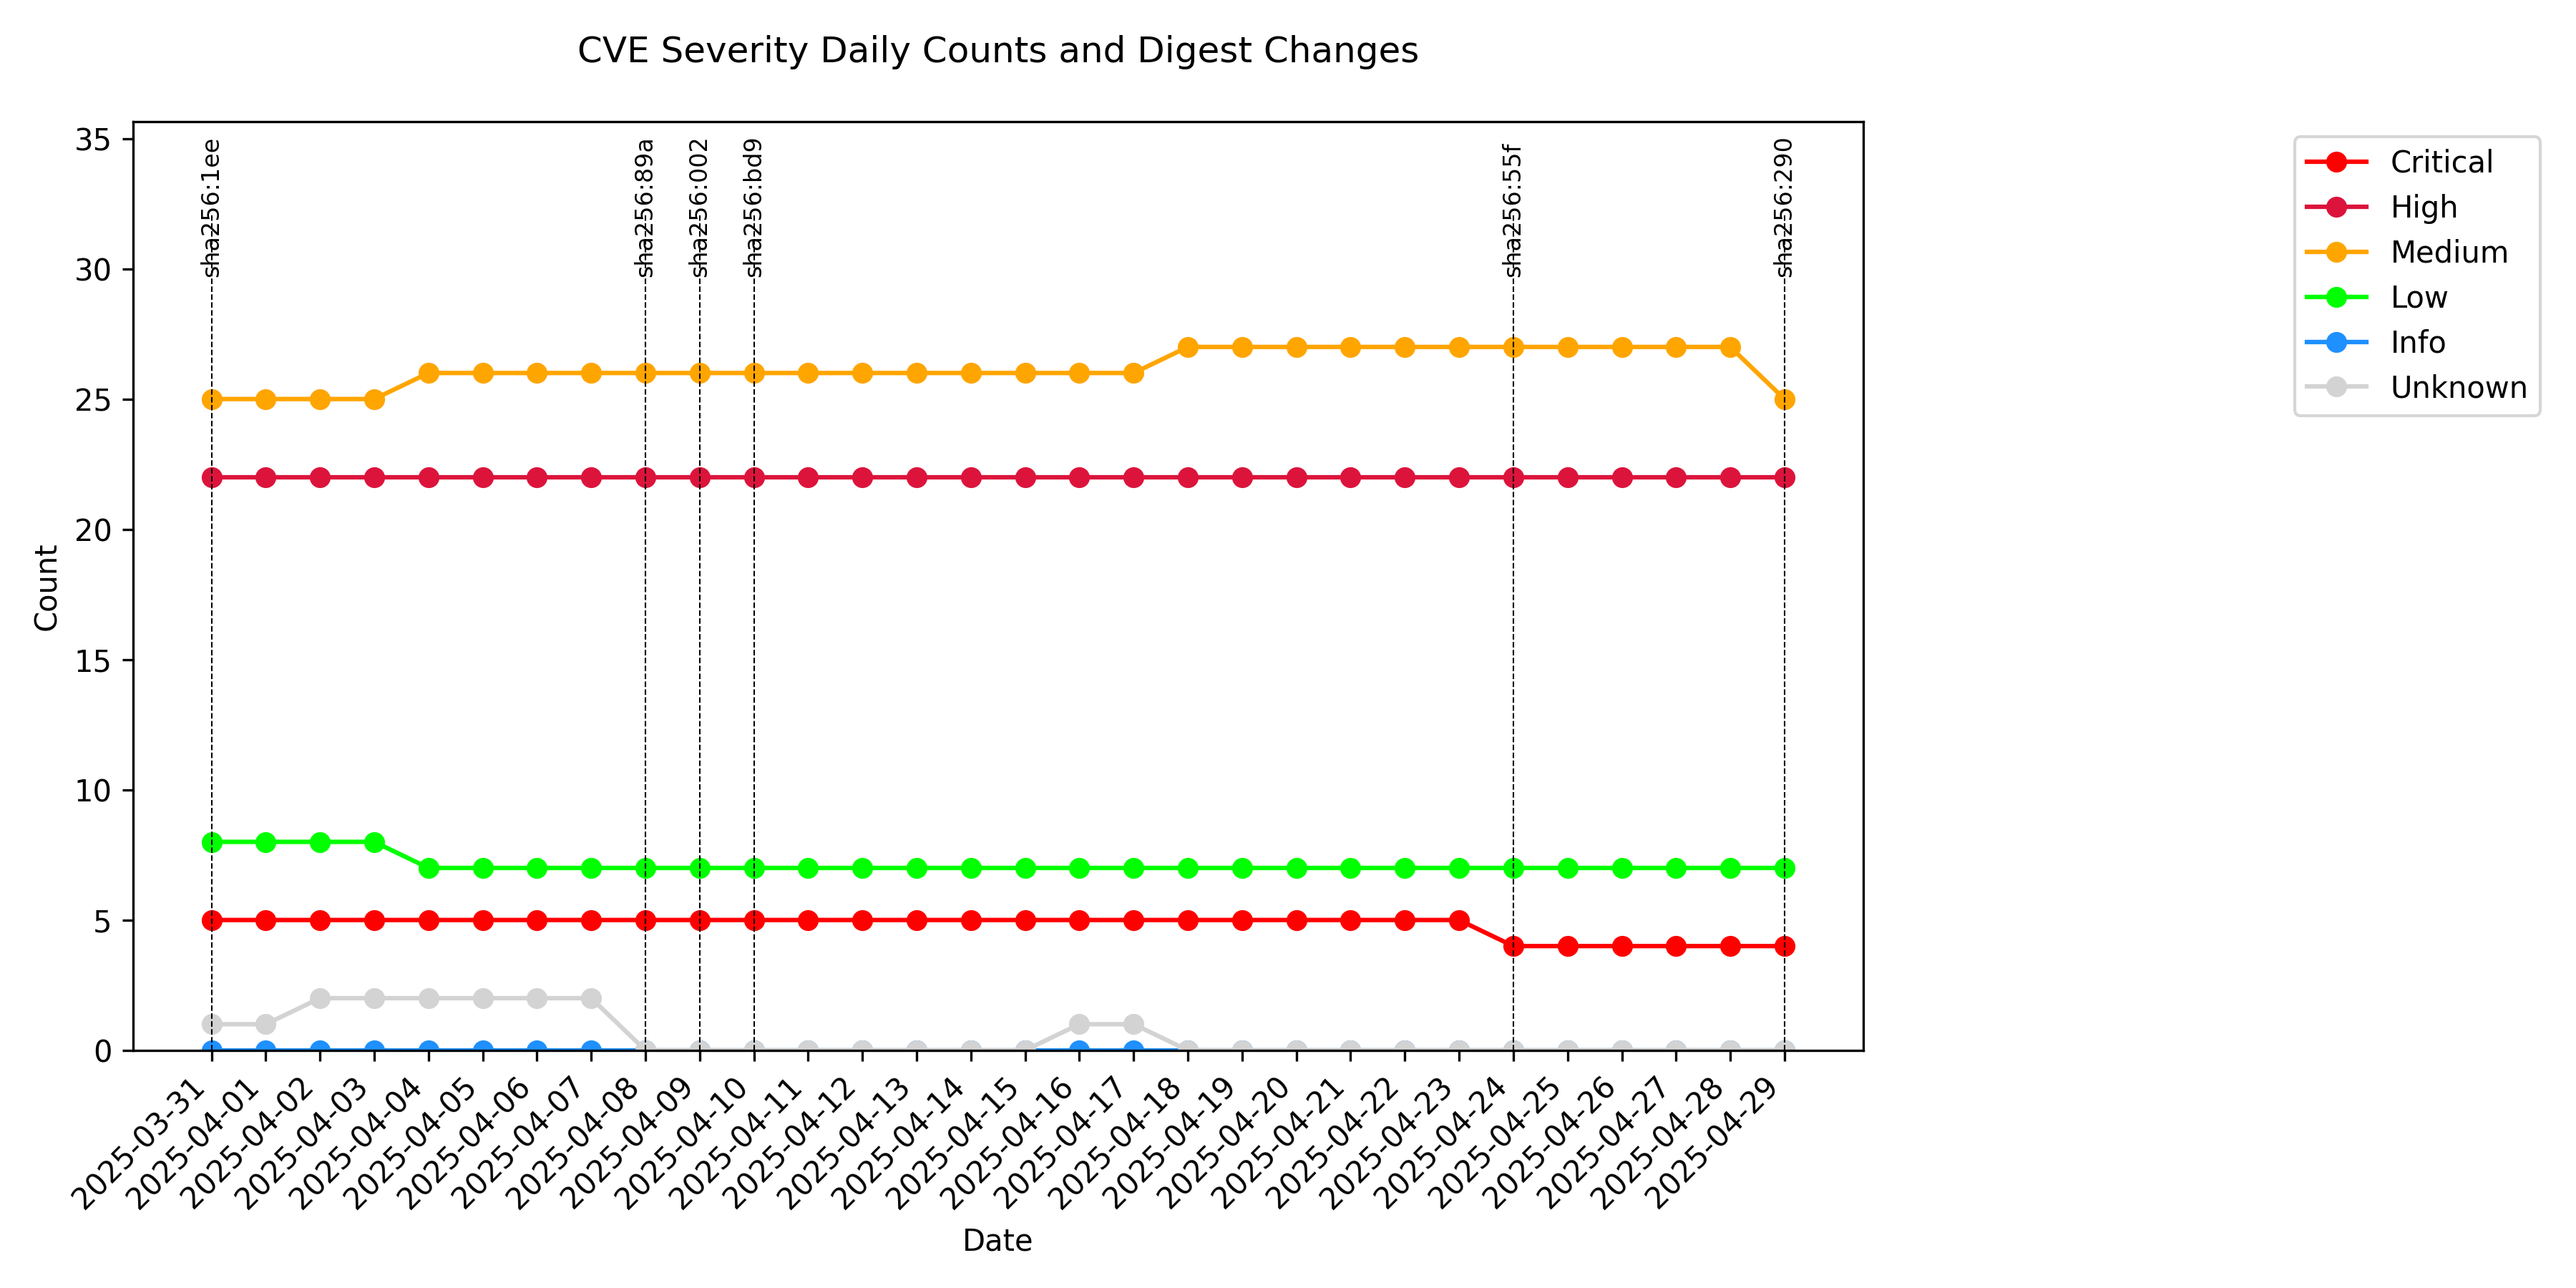 CVE Severity Daily Counts and Digest Changes
35
30
25
20
15
10
5
0
Count
sha256:1ee
sha256:89a
sha256:002
sha256:bd9
sha256:55f
sha256:290
Critical
High
Medium
Low
Info
Unknown
2025-03-31
2025-04-01
2025-04-02
2025-04-03
2025-04-04
2025-04-05
2025-04-06
2025-04-07
2025-04-08
2025-04-09
2025-04-10
2025-04-11
2025-04-12
2025-04-13
2025-04-14
2025-04-15
2025-04-16
2025-04-17
2025-04-18
2025-04-19
2025-04-20
2025-04-21
2025-04-22
2025-04-23
2025-04-24
2025-04-25
2025-04-26
2025-04-27
2025-04-28
2025-04-29
Date